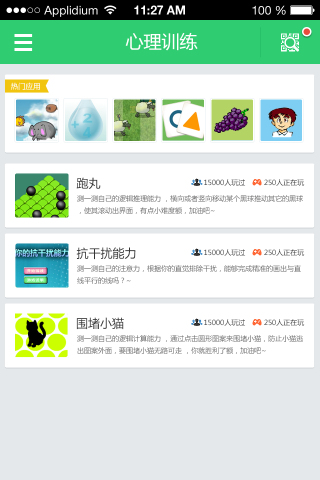 Applidium 11:27 AM 100 %
心理训练
热门应用
2
跑丸 15000人玩过 250人正在玩
测一测自己的逻辑推理能力，横向或者竖向移动某个黑球推动其它的黑球
，使其滚动出界面，有点小难度额，加油吧~
你的抗干扰能力
抗干扰能力 15000人玩过 250人正在玩
测一测自己的注意力，根据你的直觉排除干扰，能够完成精准的画出与直
线平行的线吗？~
围堵小猫 15000人玩过 250人正在玩
测一测自己的逻辑计算能力，通过点击圆形图案来围堵小猫，防止小猫逃
出图案外面，要围堵小猫无路可走，你就胜利了额，加油吧~